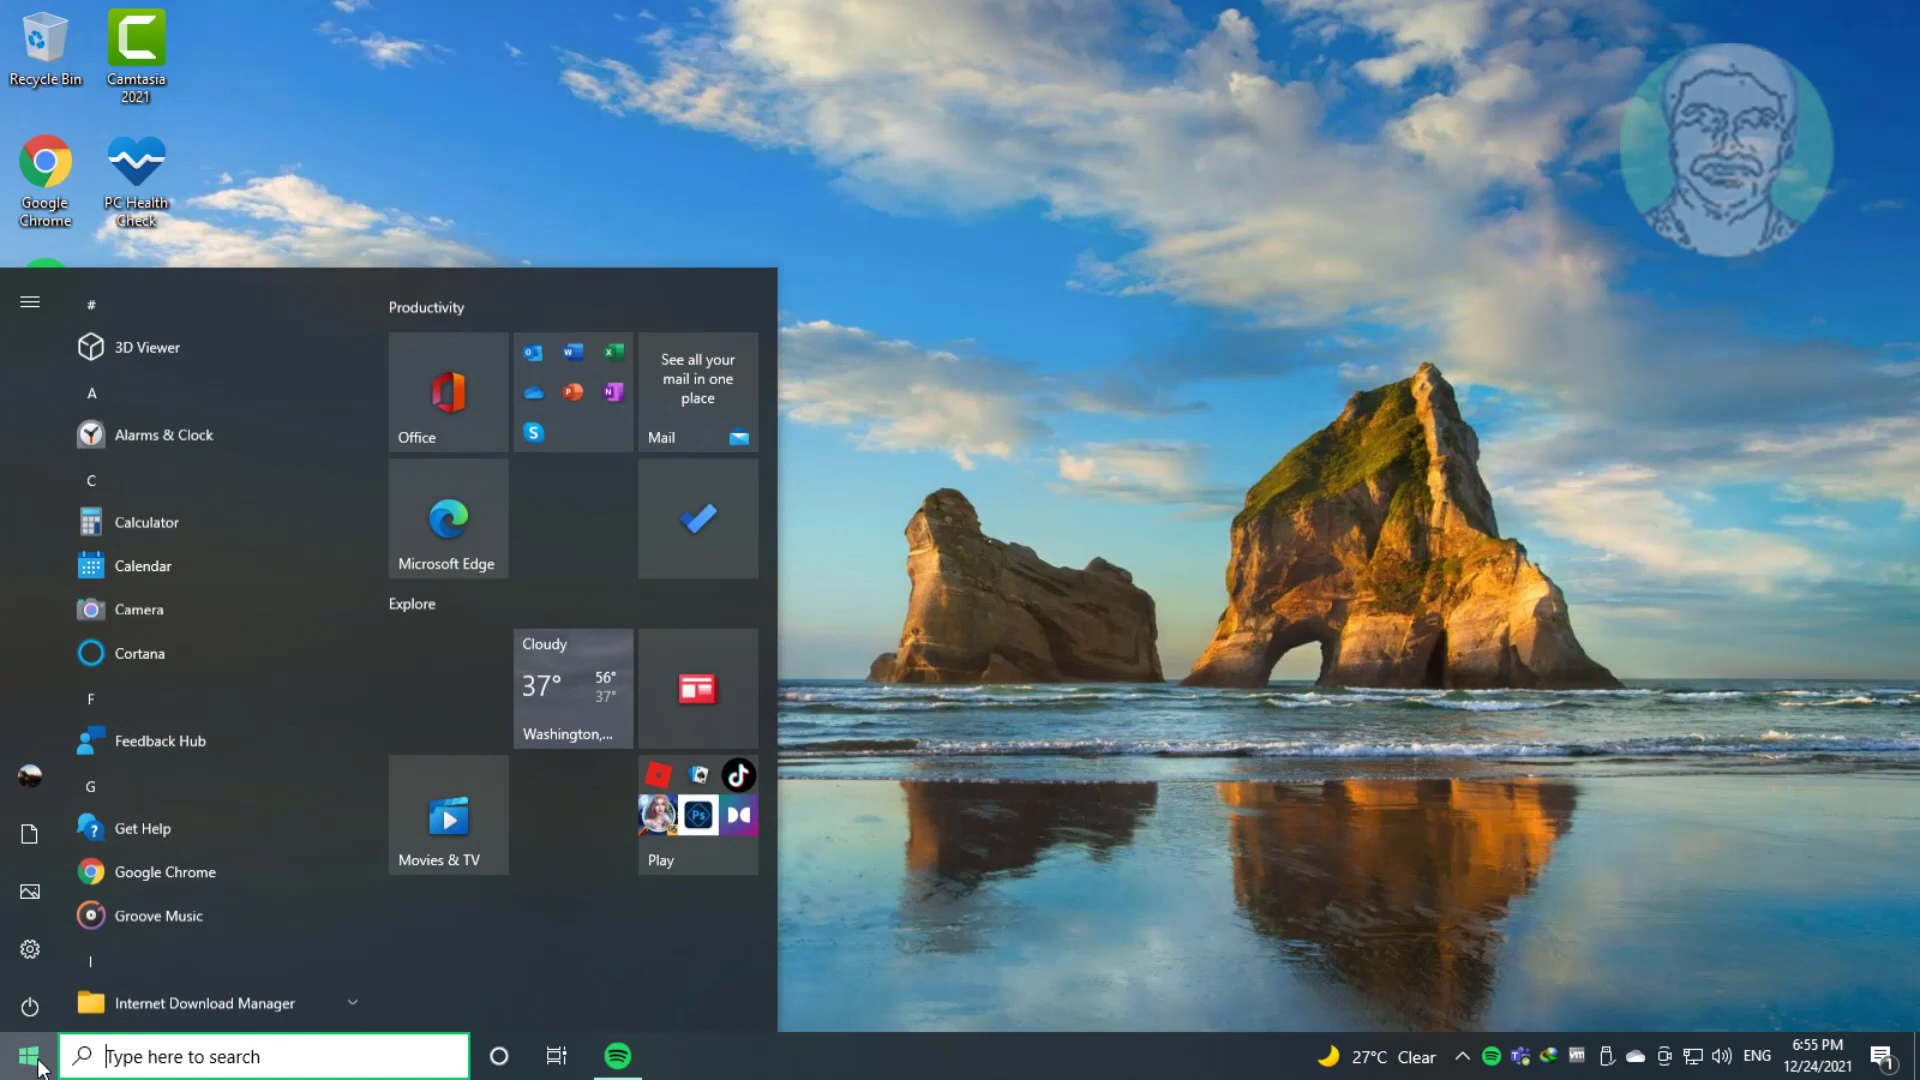 Recycle Bin
Camtasia
2021
Google
Chrome
PC Health
Check
#
3D Viewer
A
Alarms & Clock
C
Calculator
Calendar
Camera
Cortana
F
Feedback Hub
G
Get Help
Google Chrome
Groove Music
I
Internet Download Manager
Productivity
Office
See all your
mail in one
place
Mail
Microsoft Edge
Explore
Cloudy
37°
56°
37°
Washington,...
Movies & TV
Play
Type here to search
27°C Clear
ENG
6:55 PM
12/24/2021
1